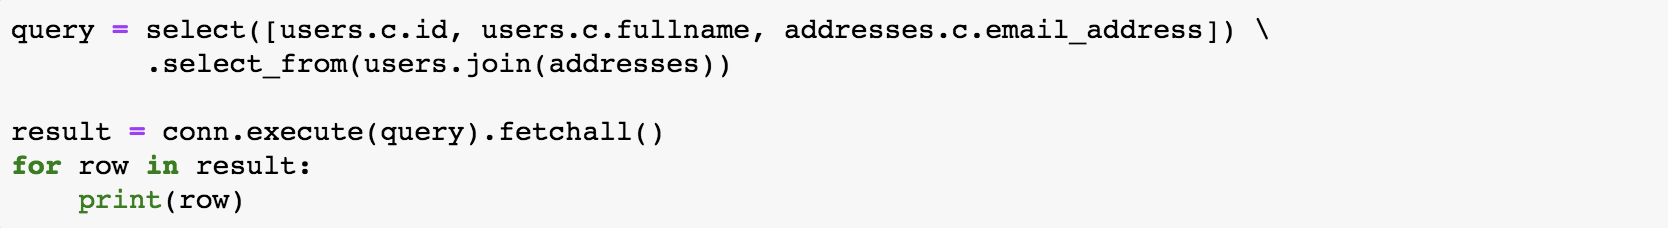 query = select([users.c.id, users.c.fullname, addresses.c.email_address]) \
        .select_from(users.join(addresses))

result = conn.execute(query).fetchall()
for row in result:
    print(row)